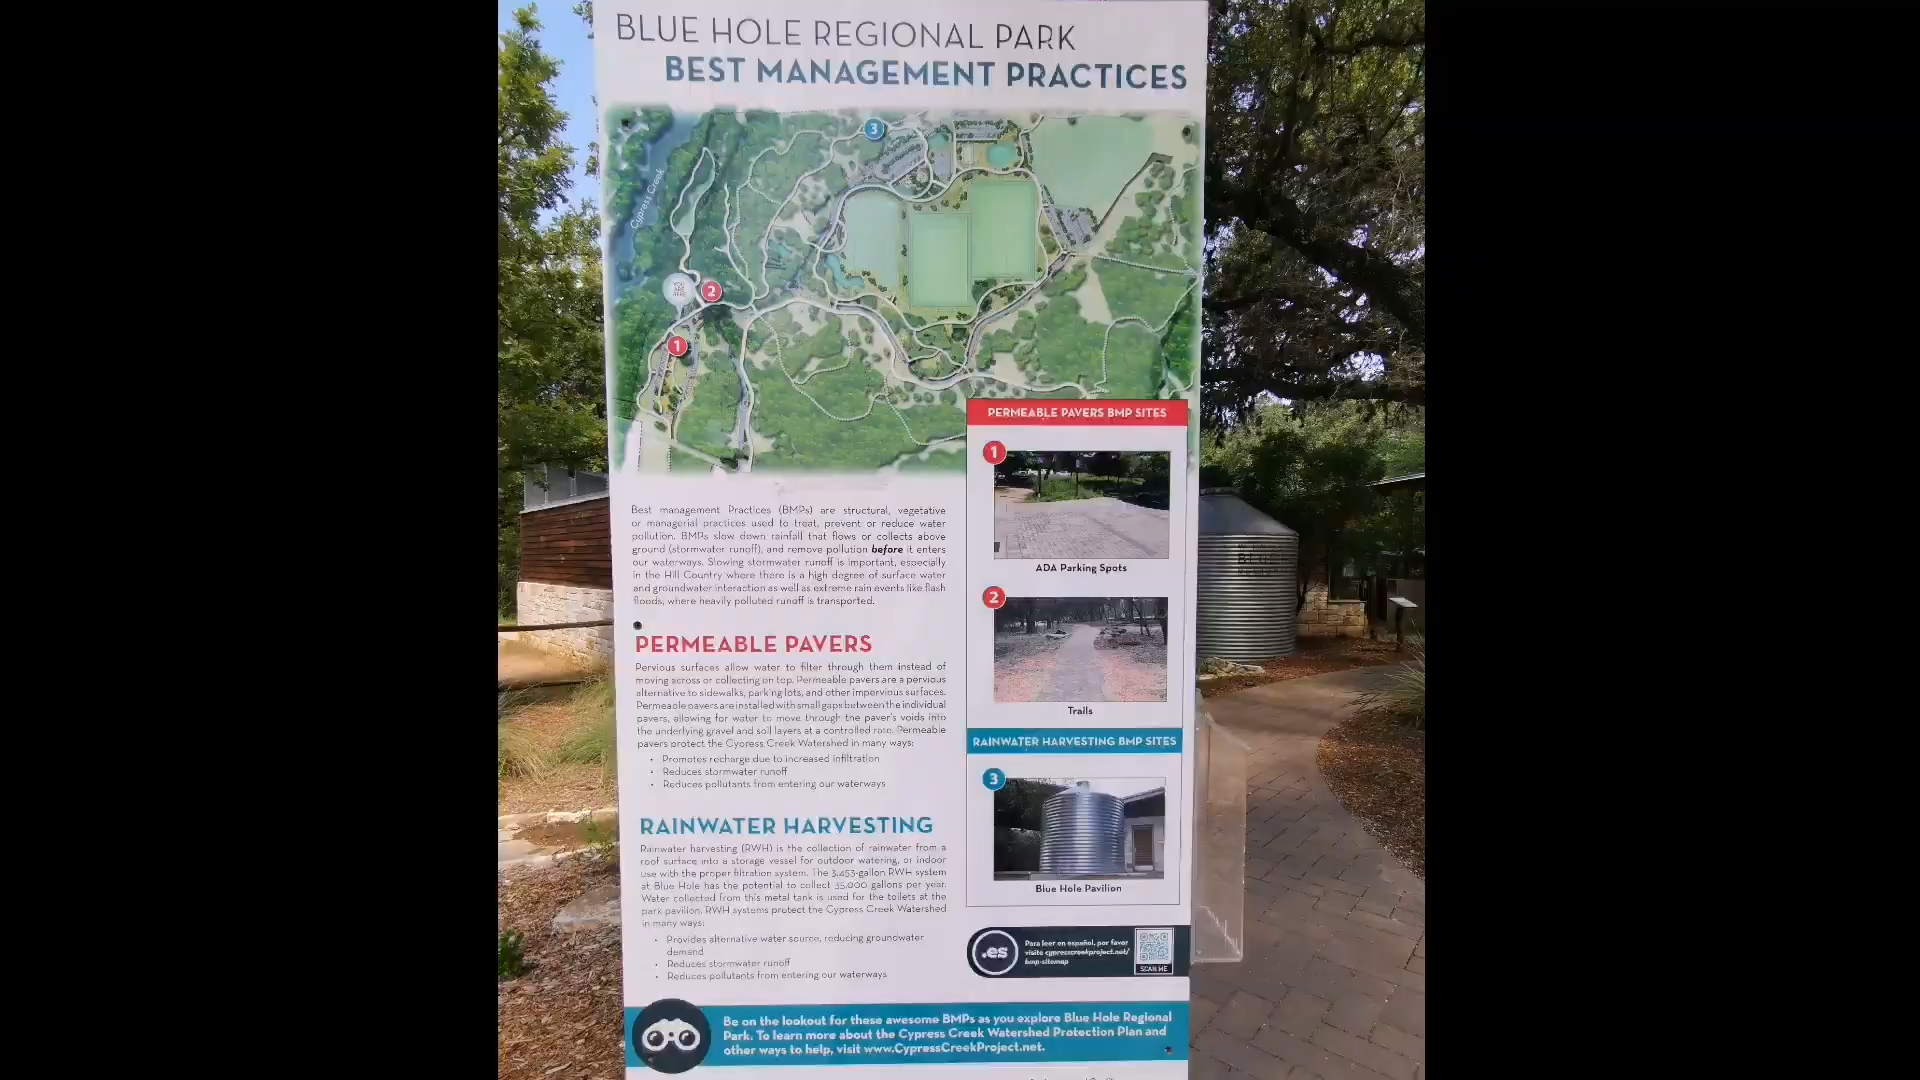 BLUE HOLE REGIONAL PARK
BEST MANAGEMENT PRACTICES
3
Cypress Creek
YOU
ARE
HERE
2
1
Best management Practices (BMPs) are structural, vegetative
or managerial practices used to treat, prevent or reduce water
pollution. BMPs slow down rainfall that flows or collects above
ground (stormwater runoff), and remove pollution before it enters
our waterways. Slowing stormwater runoff is important, especially
in the Hill Country where there is a high degree of surface water
and groundwater interaction as well as extreme rain events like flash
floods, where heavily polluted runoff is transported.
PERMEABLE PAVERS
Pervious surfaces allow water to filter through them instead of
moving across or collecting on top. Permeable pavers are a pervious
alternative to sidewalks, parking lots, and other impervious surfaces.
Permeable pavers are installed with small gaps between the individual
pavers, allowing for water to move through the paver's voids into
the underlying gravel and soil layers at a controlled rate. Permeable
pavers protect the Cypress Creek Watershed in many ways:
• Promotes recharge due to increased infiltration
• Reduces stormwater runoff
• Reduces pollutants from entering our waterways
RAINWATER HARVESTING
Rainwater harvesting (RWH) is the collection of rainwater from a
roof surface into a storage vessel for outdoor watering, or indoor
use with the proper filtration system. The 3,453-gallon RWH system
at Blue Hole has the potential to collect 35,000 gallons per year.
Water collected from this metal tank is used for the toilets at the
park pavilion. RWH systems protect the Cypress Creek Watershed
in many ways:
• Provides alternative water source, reducing groundwater
demand
• Reduces stormwater runoff
• Reduces pollutants from entering our waterways
PERMEABLE PAVERS BMP SITES
1
ADA Parking Spots
2
Trails
RAINWATER HARVESTING BMP SITES
3
Blue Hole Pavilion
.es
Para leer en español, por favor
visite cypresscreekproject.net/
bmp-sitemap
SCAN ME
Be on the lookout for these awesome BMPs as you explore Blue Hole Regional
Park. To learn more about the Cypress Creek Watershed Protection Plan and
other ways to help, visit www.CypressCreekProject.net.